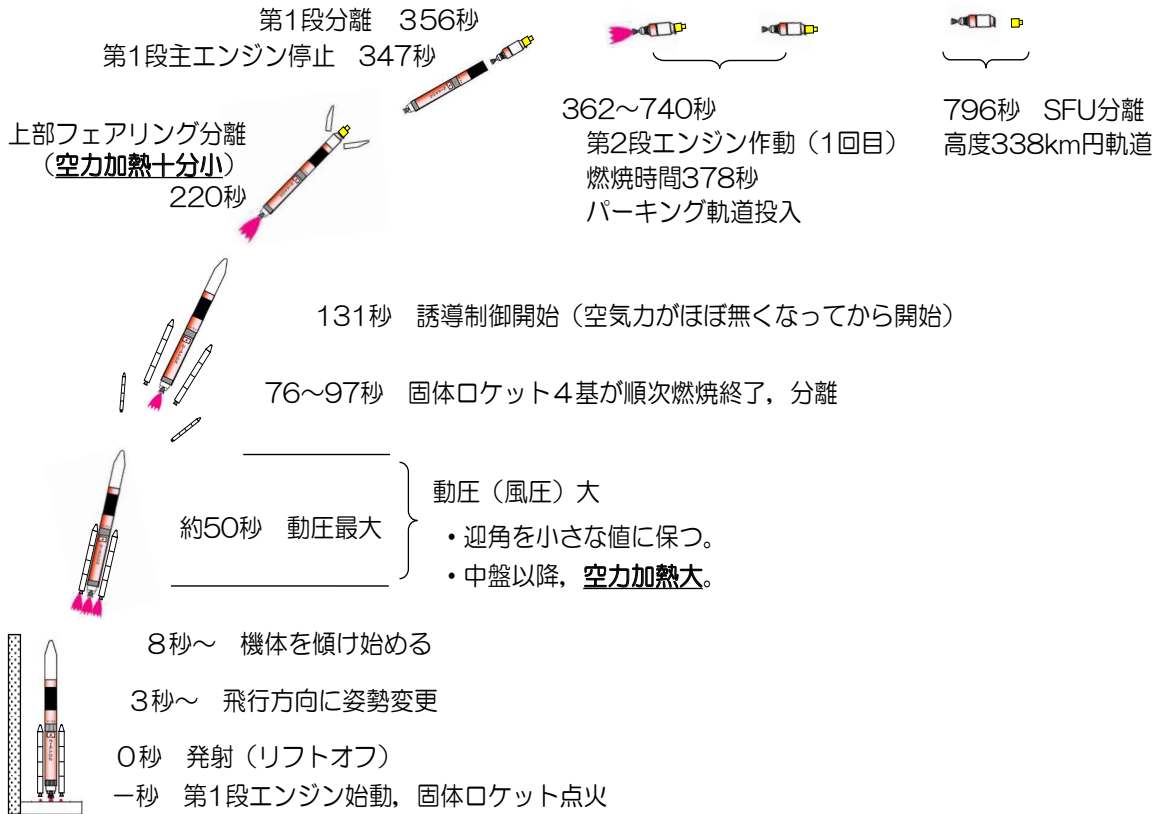 第1段分離 356秒
第1段主エンジン停止 347秒
上部フェアリング分離
（空力加熱十分小）
220秒
362～740秒
第2段エンジン作動（1回目）
燃焼時間378秒
パーキング軌道投入
796秒 SFU分離
高度338km円軌道
131秒 誘導制御開始（空気力がほぼ無くなってから開始）
76～97秒 固体ロケット４基が順次燃焼終了，分離
約50秒 動圧最大
動圧（風圧）大
・迎角を小さな値に保つ。
・中盤以降，空力加熱大。
８秒～ 機体を傾け始める
３秒～ 飛行方向に姿勢変更
０秒 発射（リフトオフ）
－秒 第1段エンジン始動，固体ロケット点火